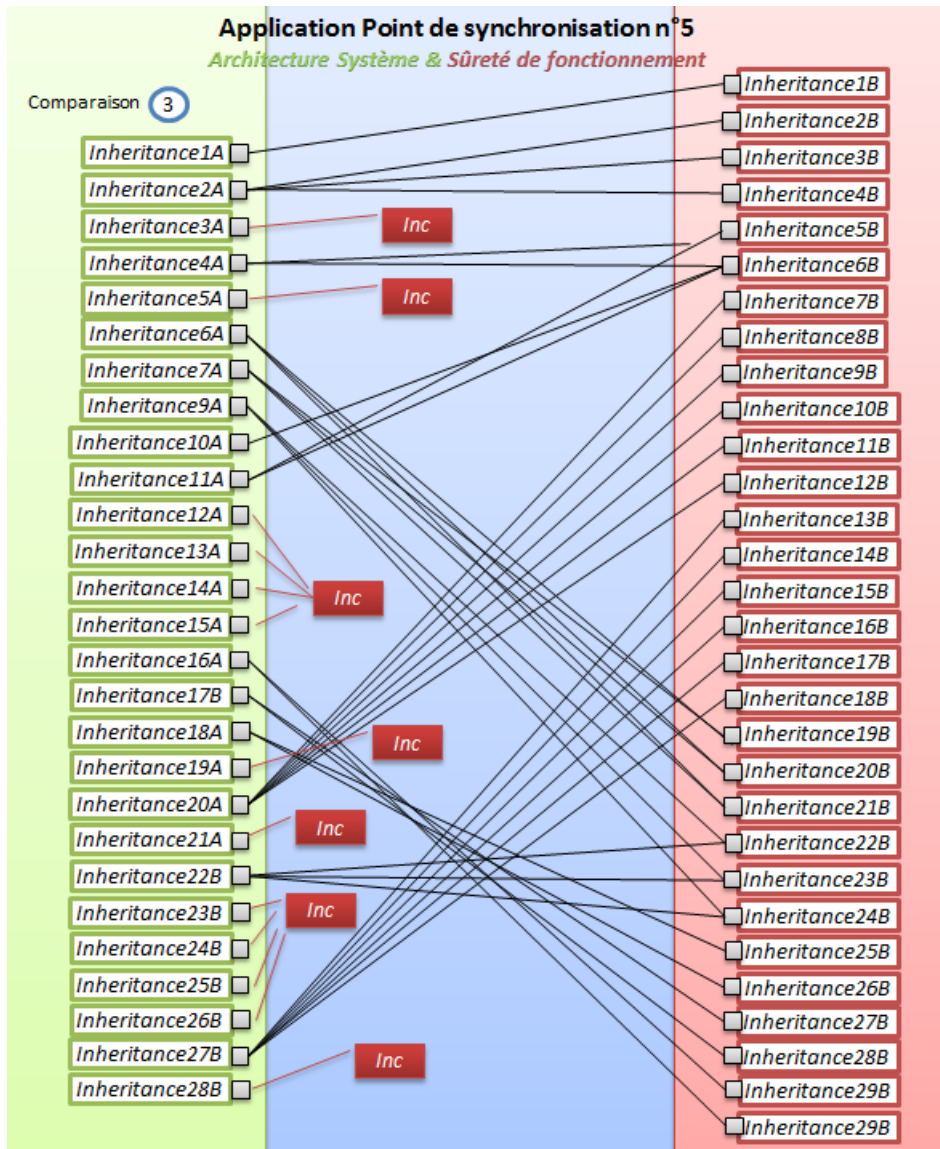 Application Point de synchronisation n°5
Architecture Système & Sûreté de fonctionnement
Comparaison 3
Inheritance1A
Inheritance2A
Inheritance3A
Inheritance4A
Inheritance5A
Inheritance6A
Inheritance7A
Inheritance9A
Inheritance10A
Inheritance11A
Inheritance12A
Inheritance13A
Inheritance14A
Inheritance15A
Inheritance16A
Inheritance17B
Inheritance18A
Inheritance19A
Inheritance20A
Inheritance21A
Inheritance22B
Inheritance23B
Inheritance24B
Inheritance25B
Inheritance26B
Inheritance27B
Inheritance28B
Inc
Inc
Inc
Inc
Inc
Inc
Inc
Inheritance1B
Inheritance2B
Inheritance3B
Inheritance4B
Inheritance5B
Inheritance6B
Inheritance7B
Inheritance8B
Inheritance9B
Inheritance10B
Inheritance11B
Inheritance12B
Inheritance13B
Inheritance14B
Inheritance15B
Inheritance16B
Inheritance17B
Inheritance18B
Inheritance19B
Inheritance20B
Inheritance21B
Inheritance22B
Inheritance23B
Inheritance24B
Inheritance25B
Inheritance26B
Inheritance27B
Inheritance28B
Inheritance29B
Inheritance29B